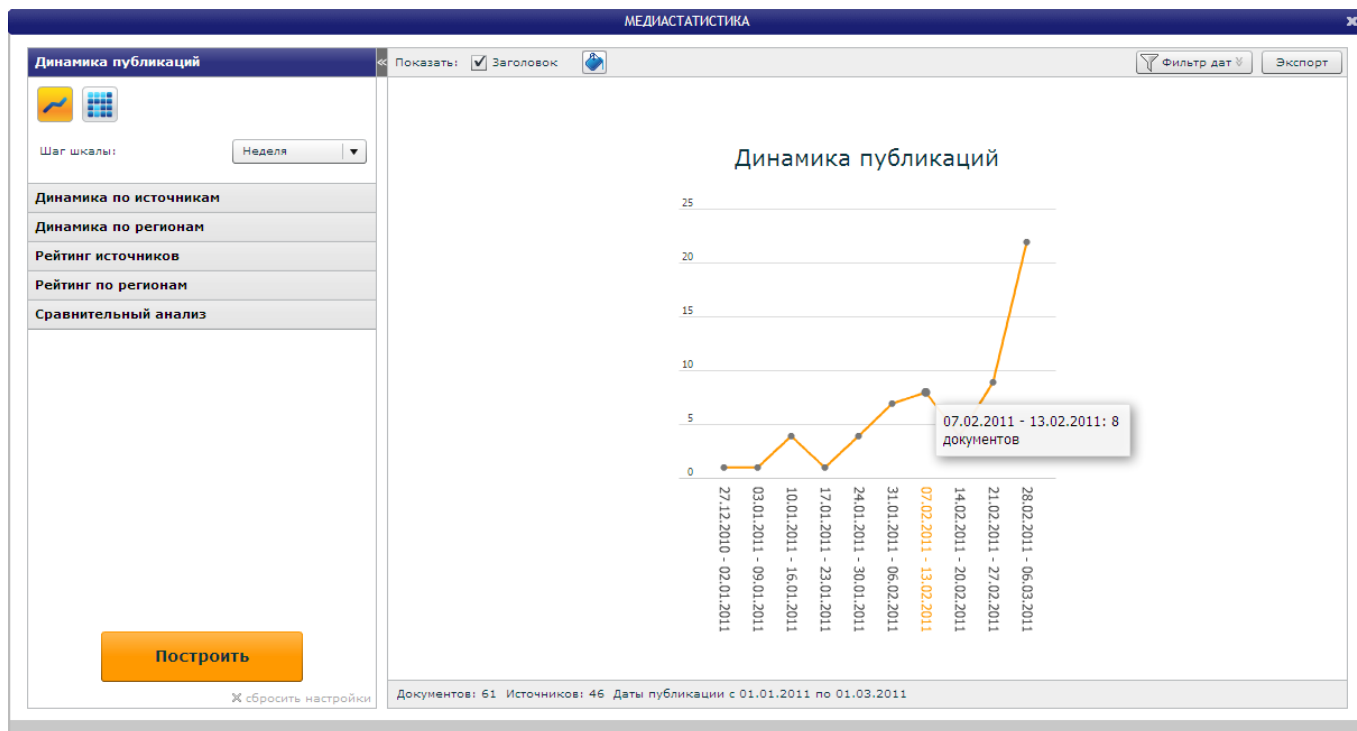 МЕДИАСТАТИСТИКА
Динамика публикаций
Шаг шкалы:
Неделя
Динамика по источникам
Динамика по регионам
Рейтинг источников
Рейтинг по регионам
Сравнительный анализ
Построить
сбросить настройки
Показать:
Заголовок
Фильтр дат
Экспорт
Динамика публикаций
25
20
15
10
5
0
07.02.2011 - 13.02.2011: 8
документов
27.12.2010 - 02.01.2011
03.01.2011 - 09.01.2011
10.01.2011 - 16.01.2011
17.01.2011 - 23.01.2011
24.01.2011 - 30.01.2011
31.01.2011 - 06.02.2011
07.02.2011 - 13.02.2011
14.02.2011 - 20.02.2011
21.02.2011 - 27.02.2011
28.02.2011 - 06.03.2011
Документов: 61 Источников: 46 Даты публикации с 01.01.2011 по 01.03.2011